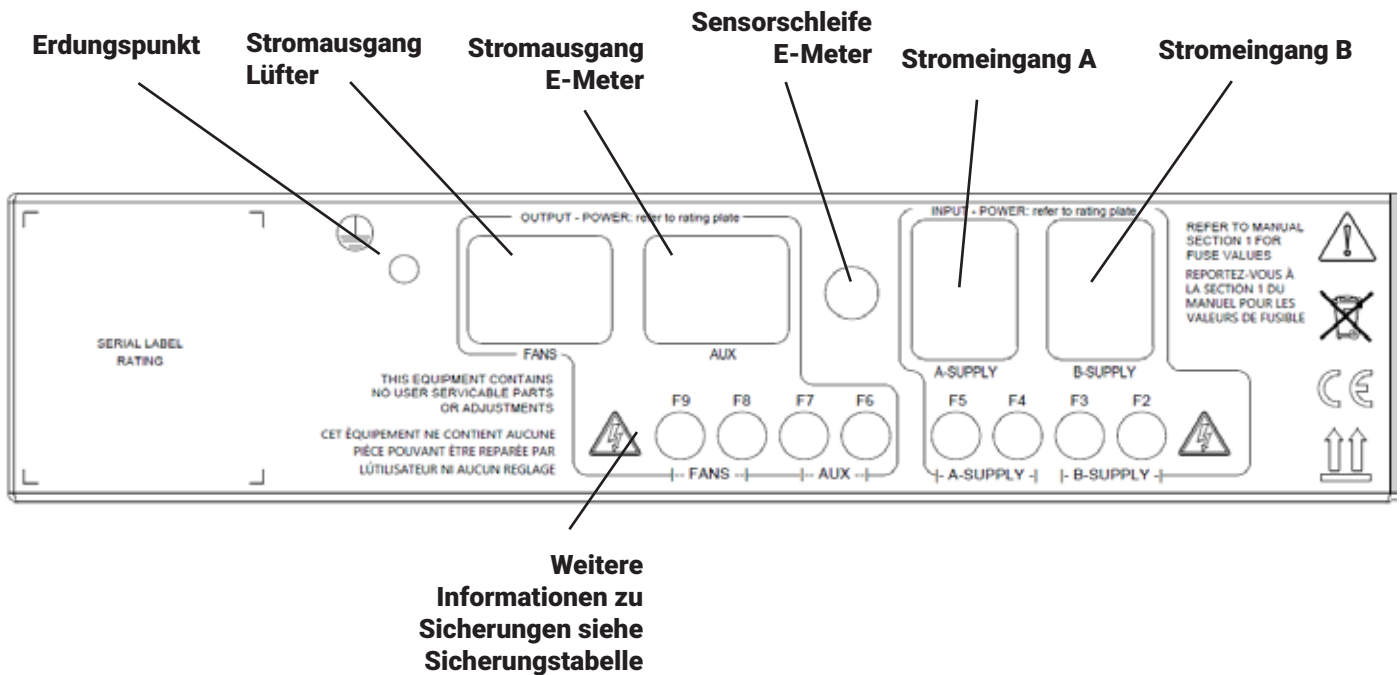 Erdungspunkt
Stromausgang
Lüfter
Stromausgang
E-Meter
Sensorschleife
E-Meter
Stromeingang A
Stromeingang B
OUTPUT - POWER: refer to rating plate
INPUT - POWER: refer to rating plate
REFER TO MANUAL
SECTION 1 FOR
FUSE VALUES
REPORTEZ-VOUS À
LA SECTION 1 DU
MANUEL POUR LES
VALEURS DE FUSIBLE
SERIAL LABEL
RATING
FANS
AUX
A-SUPPLY
B-SUPPLY
THIS EQUIPMENT CONTAINS
NO USER SERVICABLE PARTS
OR ADJUSTMENTS
CET ÉQUIPEMENT NE CONTIENT AUCUNE
PIÈCE POUVANT ÊTRE REPARÉE PAR
LÚTILISATEUR NI AUCUN REGLAGE
F9 F8 F7 F6 F5 F4 F3 F2
|-- FANS --| |-- AUX --| |- A-SUPPLY -| |- B-SUPPLY -|
CE
Weitere
Informationen zu
Sicherungen siehe
Sicherungstabelle